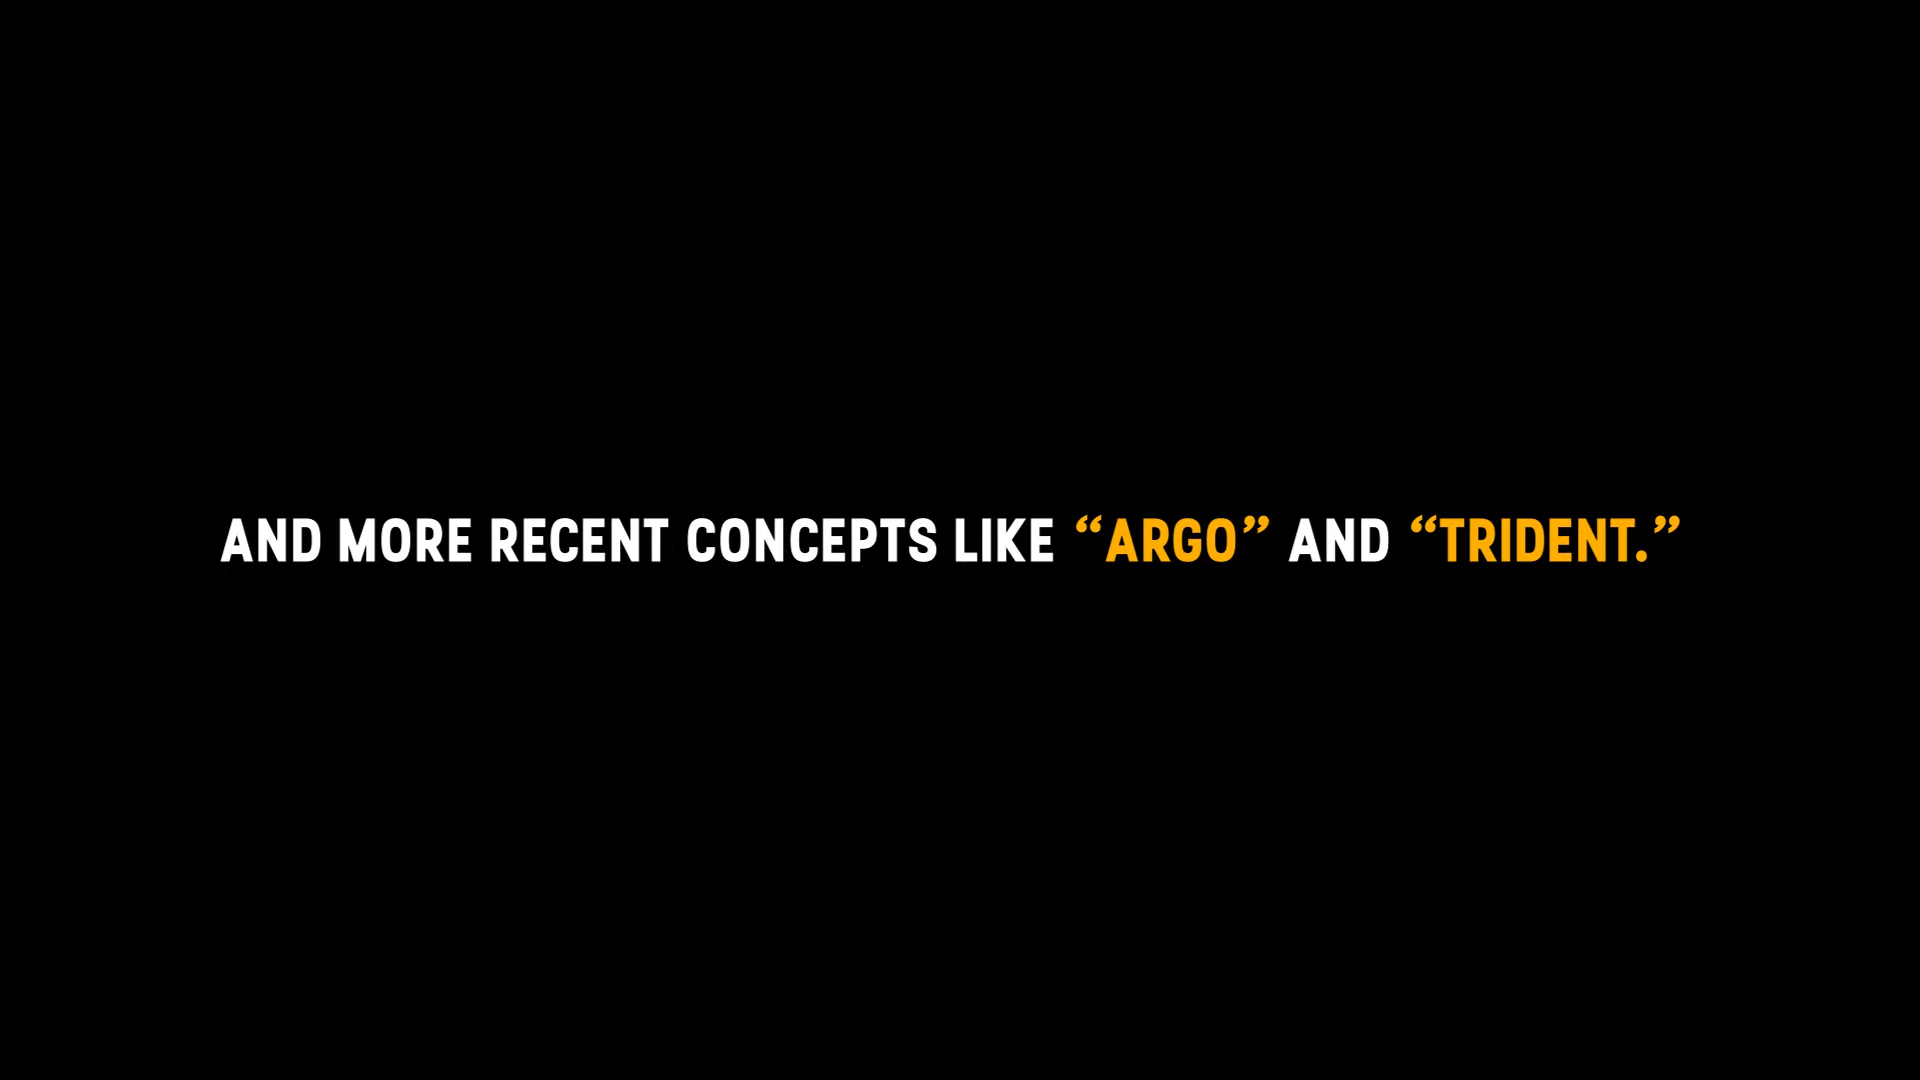 AND MORE RECENT CONCEPTS LIKE “ARGO” AND “TRIDENT.”